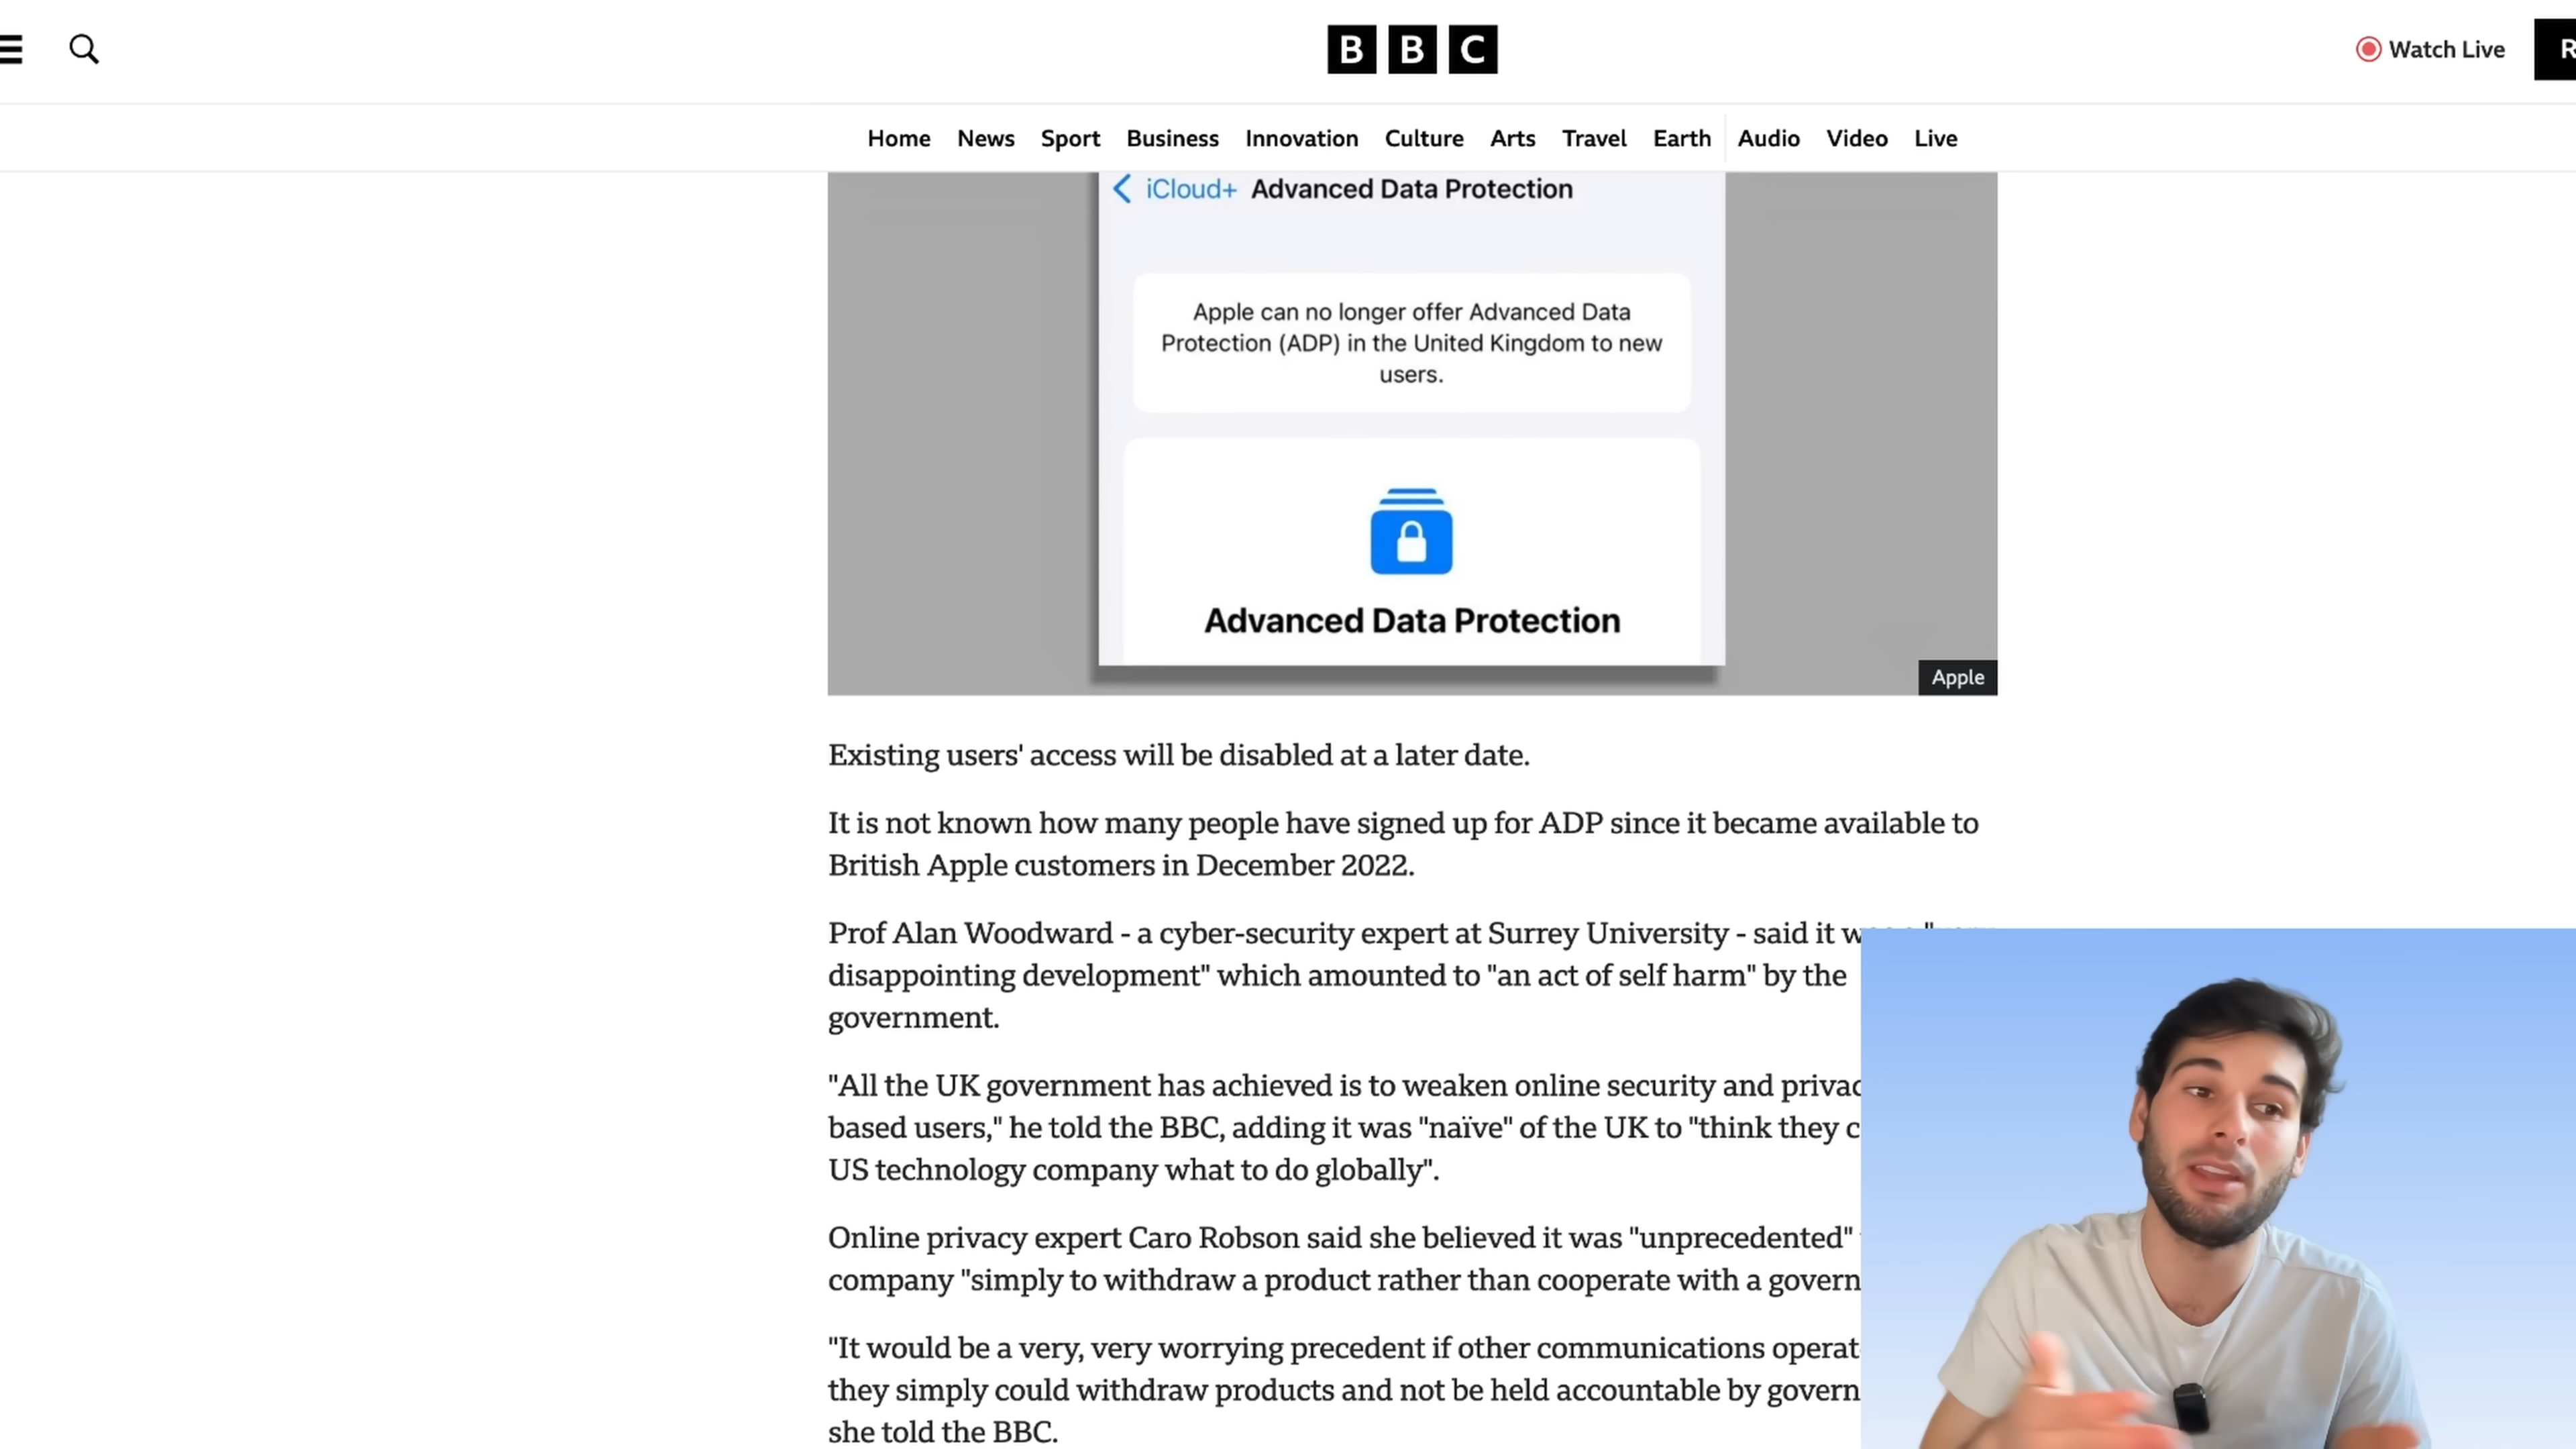 BBC
Watch Live
Home News Sport Business Innovation Culture Arts Travel Earth Audio Video Live
iCloud+ Advanced Data Protection
Apple can no longer offer Advanced Data
Protection (ADP) in the United Kingdom to new
users.
Advanced Data Protection
Apple
Existing users' access will be disabled at a later date.
It is not known how many people have signed up for ADP since it became available to
British Apple customers in December 2022.
Prof Alan Woodward - a cyber-security expert at Surrey University - said it
disappointing development" which amounted to "an act of self harm" by the
government.
"All the UK government has achieved is to weaken online security and
based users," he told the BBC, adding it was "naïve" of the UK to "think they
US technology company what to do globally".
Online privacy expert Caro Robson said she believed it was "unprecedented"
company "simply to withdraw a product rather than cooperate with a
"It would be a very, very worrying precedent if other communications
they simply could withdraw products and not be held accountable by
she told the BBC.